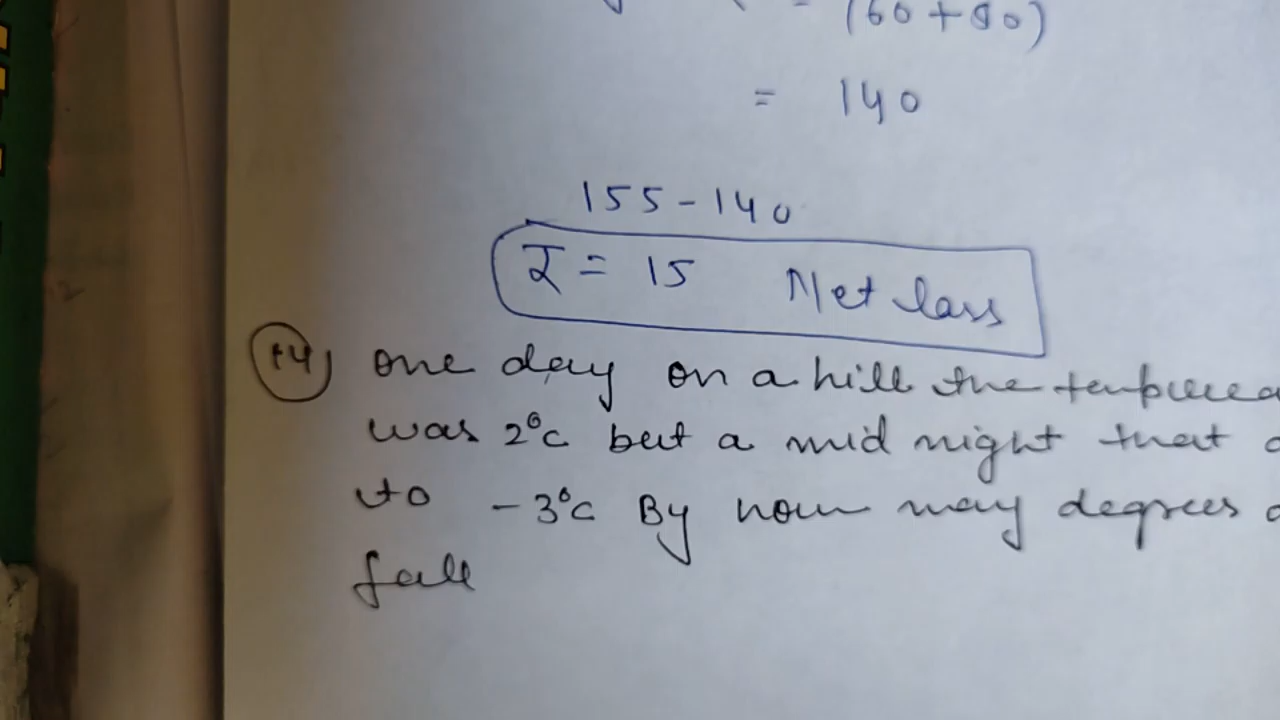 (60+80)
= 140
155-140
₹ = 15 Net loss
14) one day on a hill the
was 2°C but a mid night that
to -3°C By how may degrees
fall